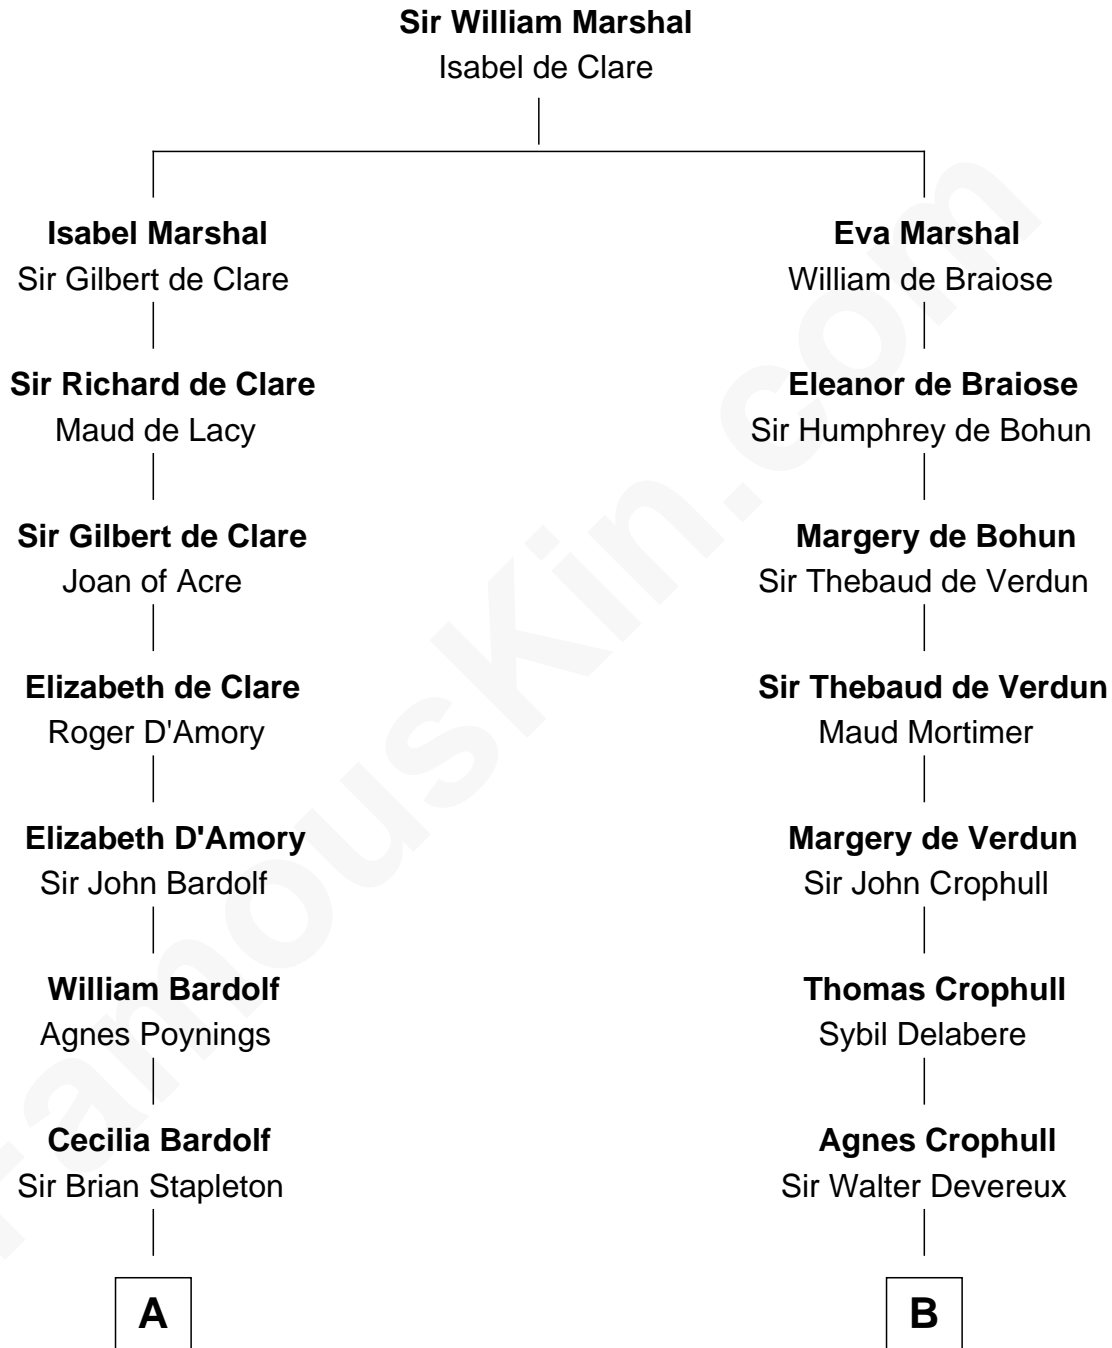 Sir William Marshal
Isabel de Clare
Isabel Marshal
Sir Gilbert de Clare
Eva Marshal
William de Braiose
Sir Richard de Clare
Maud de Lacy
Eleanor de Braiose
Sir Humphrey de Bohun
Sir Gilbert de Clare
Joan of Acre
Margery de Bohun
Sir Thebaud de Verdun
Elizabeth de Clare
Roger D'Amory
Sir Thebaud de Verdun
Maud Mortimer
Elizabeth D'Amory
Sir John Bardolf
Margery de Verdun
Sir John Crophull
William Bardolf
Agnes Poynings
Thomas Crophull
Sybil Delabere
Cecilia Bardolf
Sir Brian Stapleton
Agnes Crophull
Sir Walter Devereux
A
B
FamousKin.com